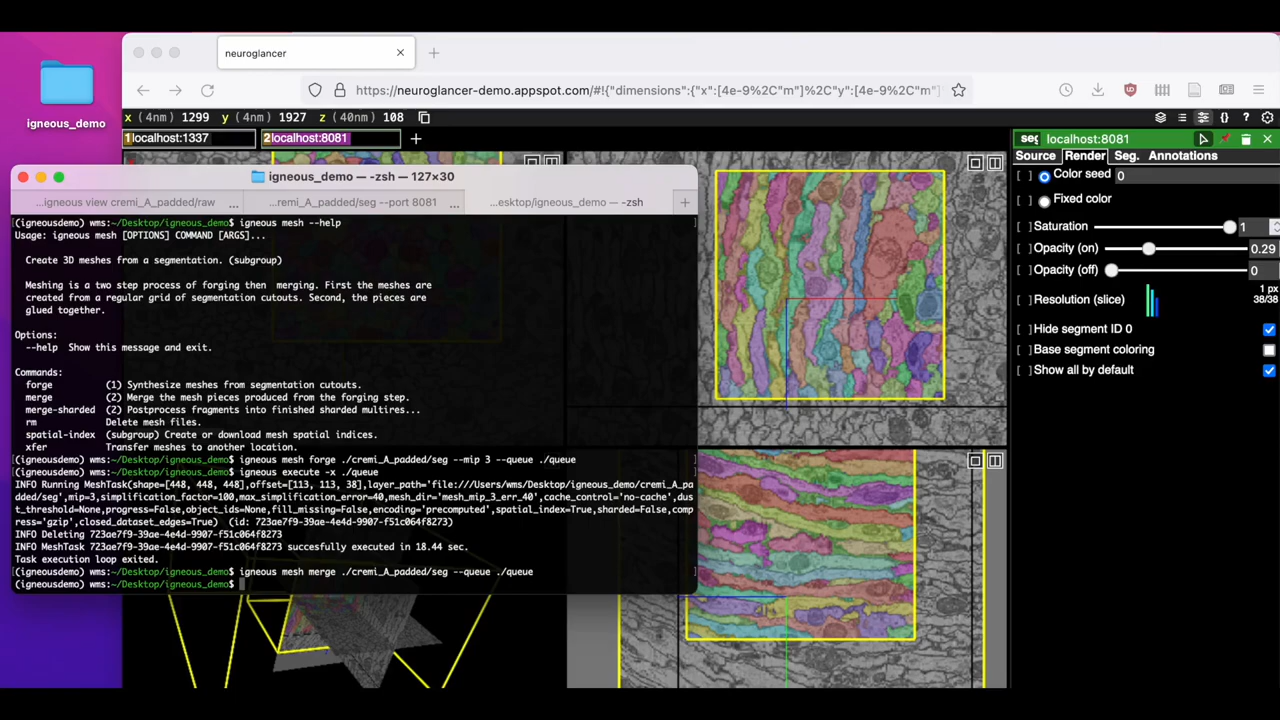 neuroglancer
https://neuroglancer-demo.appspot.com/#!{"dimensions":{"x":[4e-9%2C"m"]%2C"y":[4e-9%2C"m"]%2C
igneous_demo
x (4nm) 1299 y (4nm) 1927 z (40nm) 108
1localhost:1337
2localhost:8081
seg localhost:8081
Source Render Seg. Annotations
Color seed 0
Fixed color
Saturation 1
Opacity (on) 0.29
Opacity (off) 0
Resolution (slice) 1 px
38/38
Hide segment ID 0
Base segment coloring
Show all by default
igneous_demo — -zsh — 127×30
...igneous view cremi_A_padded/raw ...
...remi_A_padded/seg --port 8081 ...
...esktop/igneous_demo — -zsh
(igneousdemo) wms:~/Desktop/igneous_demo$ igneous mesh --help
Usage: igneous mesh [OPTIONS] COMMAND [ARGS]...
Create 3D meshes from a segmentation. (subgroup)
Meshing is a two step process of forging then merging. First the meshes are
created from a regular grid of segmentation cutouts. Second, the pieces are
glued together.
Options:
--help Show this message and exit.
Commands:
forge (1) Synthesize meshes from segmentation cutouts.
merge (2) Merge the mesh pieces produced from the forging step.
merge-sharded (2) Postprocess fragments into finished sharded multires...
rm Delete mesh files.
spatial-index (subgroup) Create or download mesh spatial indices.
xfer Transfer meshes to another location.
(igneousdemo) wms:~/Desktop/igneous_demo$ igneous mesh forge ./cremi_A_padded/seg --mip 3 --queue ./queue
(igneousdemo) wms:~/Desktop/igneous_demo$ igneous execute -x ./queue
INFO Running MeshTask(shape=[448, 448, 448],offset=[113, 113, 38],layer_path='file:///Users/wms/Desktop/igneous_demo/cremi_A_pa
dded/seg',mip=3,simplification_factor=100,max_simplification_error=40,mesh_dir='mesh_mip_3_err_40',cache_control='no-cache',dus
t_threshold=None,progress=False,object_ids=None,fill_missing=False,encoding='precomputed',spatial_index=True,sharded=False,comp
ress='gzip',closed_dataset_edges=True) (id: 723ae7f9-39ae-4e4d-9907-f51c064f8273)
INFO Deleting 723ae7f9-39ae-4e4d-9907-f51c064f8273
INFO MeshTask 723ae7f9-39ae-4e4d-9907-f51c064f8273 succesfully executed in 18.44 sec.
Task execution loop exited.
(igneousdemo) wms:~/Desktop/igneous_demo$ igneous mesh merge ./cremi_A_padded/seg --queue ./queue
(igneousdemo) wms:~/Desktop/igneous_demo$